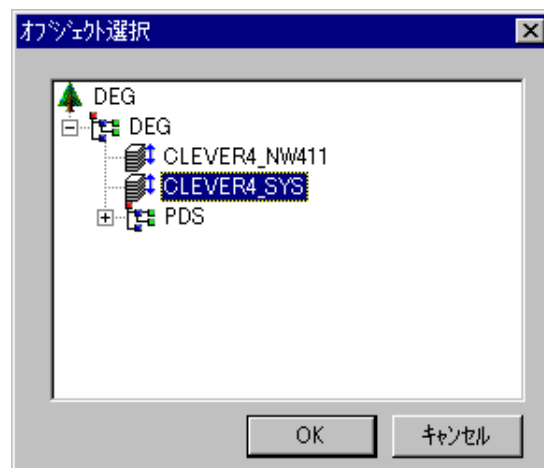 ｵﾌﾞｼﾞｪｸﾄ選択
DEG
DEG
CLEVER4_NW411
CLEVER4_SYS
PDS
OK
ｷｬﾝｾﾙ